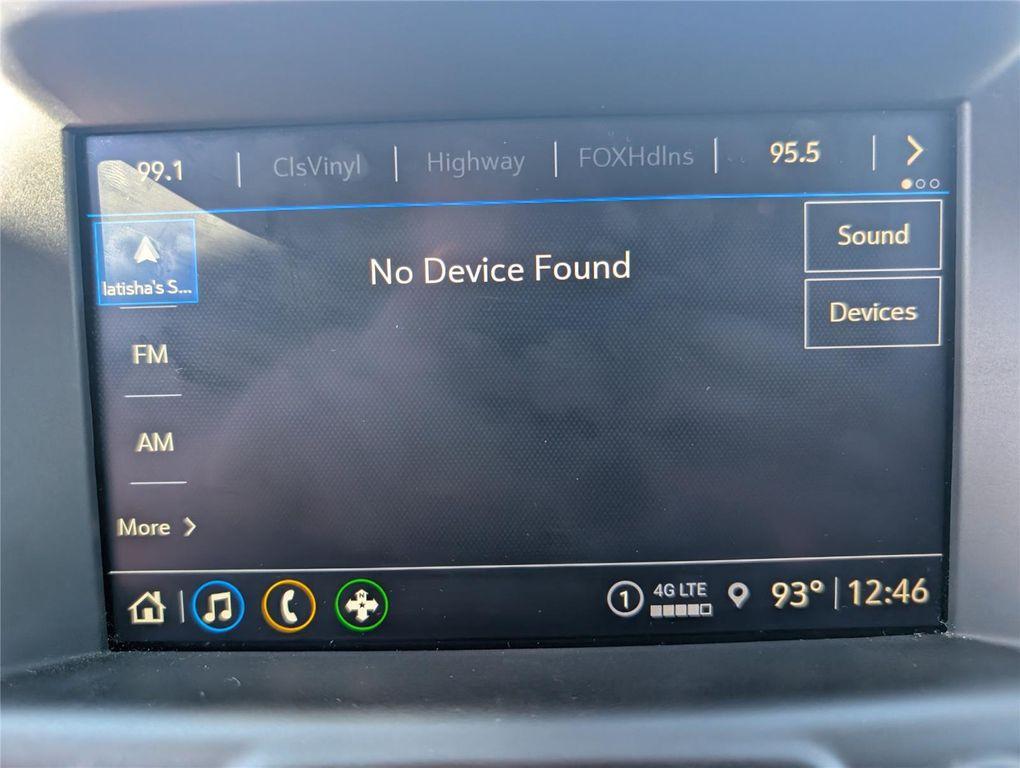 99.1 ClsVinyl Highway FOXHdlns 95.5
latisha's S...
No Device Found
Sound
Devices
FM
AM
More
1 4G LTE 93° 12:46
N